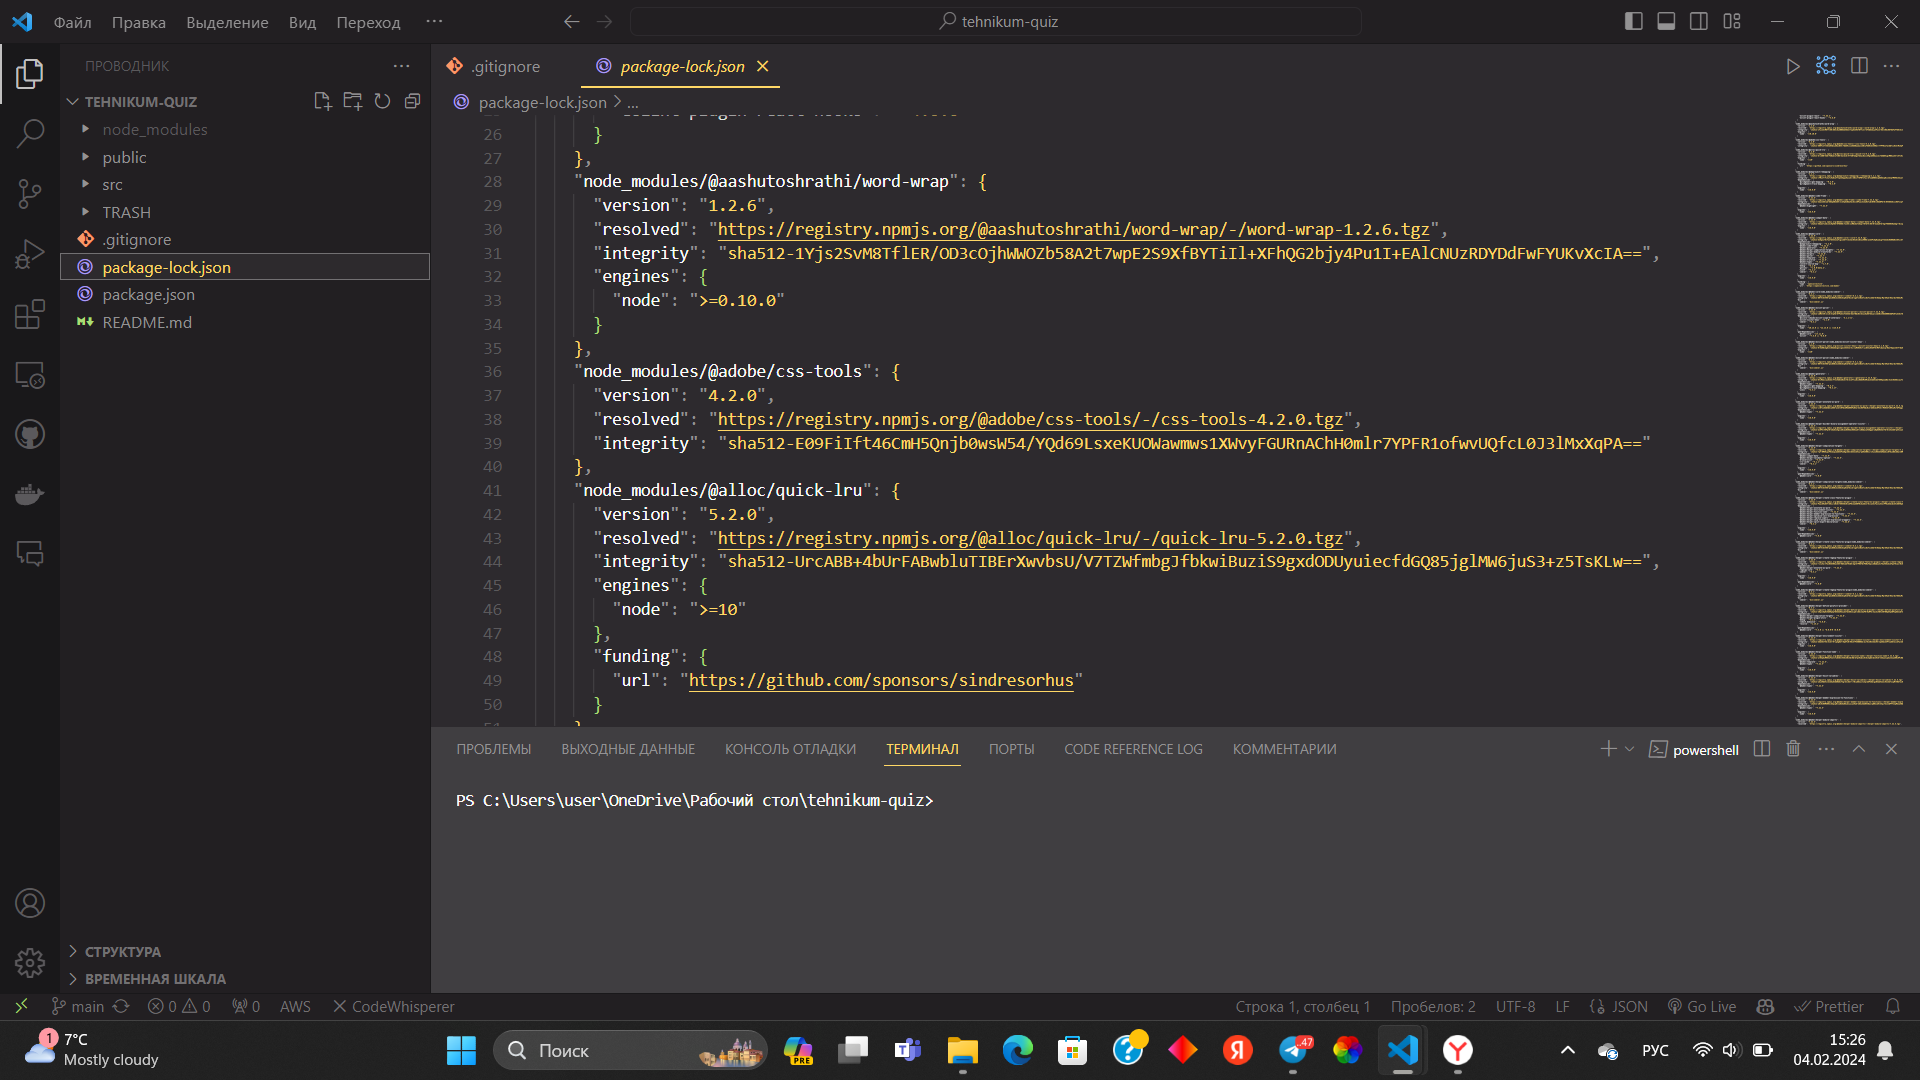 Файл Правка Выделение Вид Переход ···
tehnikum-quiz
ПРОВОДНИК
TEHNIKUM-QUIZ
node_modules
public
src
TRASH
.gitignore
package-lock.json
package.json
README.md
СТРУКТУРА
ВРЕМЕННАЯ ШКАЛА
.gitignore package-lock.json
package-lock.json > ...
26 }
27 },
28 "node_modules/@aashutoshrathi/word-wrap": {
29 "version": "1.2.6",
30 "resolved": "https://registry.npmjs.org/@aashutoshrathi/word-wrap/-/word-wrap-1.2.6.tgz",
31 "integrity": "sha512-1Yjs2SvM8TflER/OD3cOjhWWOZb58A2t7wpE2S9XfBYTiIl+XFhQG2bjy4Pu1I+EAlCNUzRDYDdFwFYUKvXcIA==",
32 "engines": {
33 "node": ">=0.10.0"
34 }
35 },
36 "node_modules/@adobe/css-tools": {
37 "version": "4.2.0",
38 "resolved": "https://registry.npmjs.org/@adobe/css-tools/-/css-tools-4.2.0.tgz",
39 "integrity": "sha512-E09FiIft46CmH5Qnjb0wsW54/YQd69LsxeKUOWawmws1XWvyFGURnAChH0mlr7YPFR1ofwvUQfcL0J3lMxXqPA=="
40 },
41 "node_modules/@alloc/quick-lru": {
42 "version": "5.2.0",
43 "resolved": "https://registry.npmjs.org/@alloc/quick-lru/-/quick-lru-5.2.0.tgz",
44 "integrity": "sha512-UrcABB+4bUrFABwbluTIBErXwvbsU/V7TZWfmbgJfbkwiBuziS9gxdODUyuiecfdGQ85jglMW6juS3+z5TsKLw==",
45 "engines": {
46 "node": ">=10"
47 },
48 "funding": {
49 "url": "https://github.com/sponsors/sindresorhus"
50 }
ПРОБЛЕМЫ ВЫХОДНЫЕ ДАННЫЕ КОНСОЛЬ ОТЛАДКИ ТЕРМИНАЛ ПОРТЫ CODE REFERENCE LOG КОММЕНТАРИИ
powershell
PS C:\Users\user\OneDrive\Рабочий стол\tehnikum-quiz>
main 0 0 0 AWS CodeWhisperer
Строка 1, столбец 1 Пробелов: 2 UTF-8 LF {} JSON Go Live Prettier
1 7°C
Mostly cloudy
Поиск
PRE
47
РУС
15:26
04.02.2024